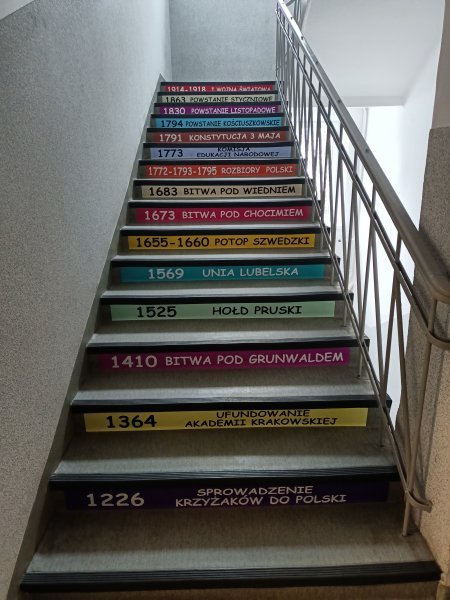 1914-1918 I WOJNA ŚWIATOWA
1863 POWSTANIE STYCZNIOWE
1830 POWSTANIE LISTOPADOWE
1794 POWSTANIE KOŚCIUSZKOWSKIE
1791 KONSTYTUCJA 3 MAJA
1773 KOMISJA
EDUKACJI NARODOWEJ
1772-1793-1795 ROZBIORY POLSKI
1683 BITWA POD WIEDNIEM
1673 BITWA POD CHOCIMIEM
1655-1660 POTOP SZWEDZKI
1569 UNIA LUBELSKA
1525 HOŁD PRUSKI
1410 BITWA POD GRUNWALDEM
1364 UFUNDOWANIE
AKADEMII KRAKOWSKIEJ
1226 SPROWADZENIE
KRZYŻAKÓW DO POLSKI